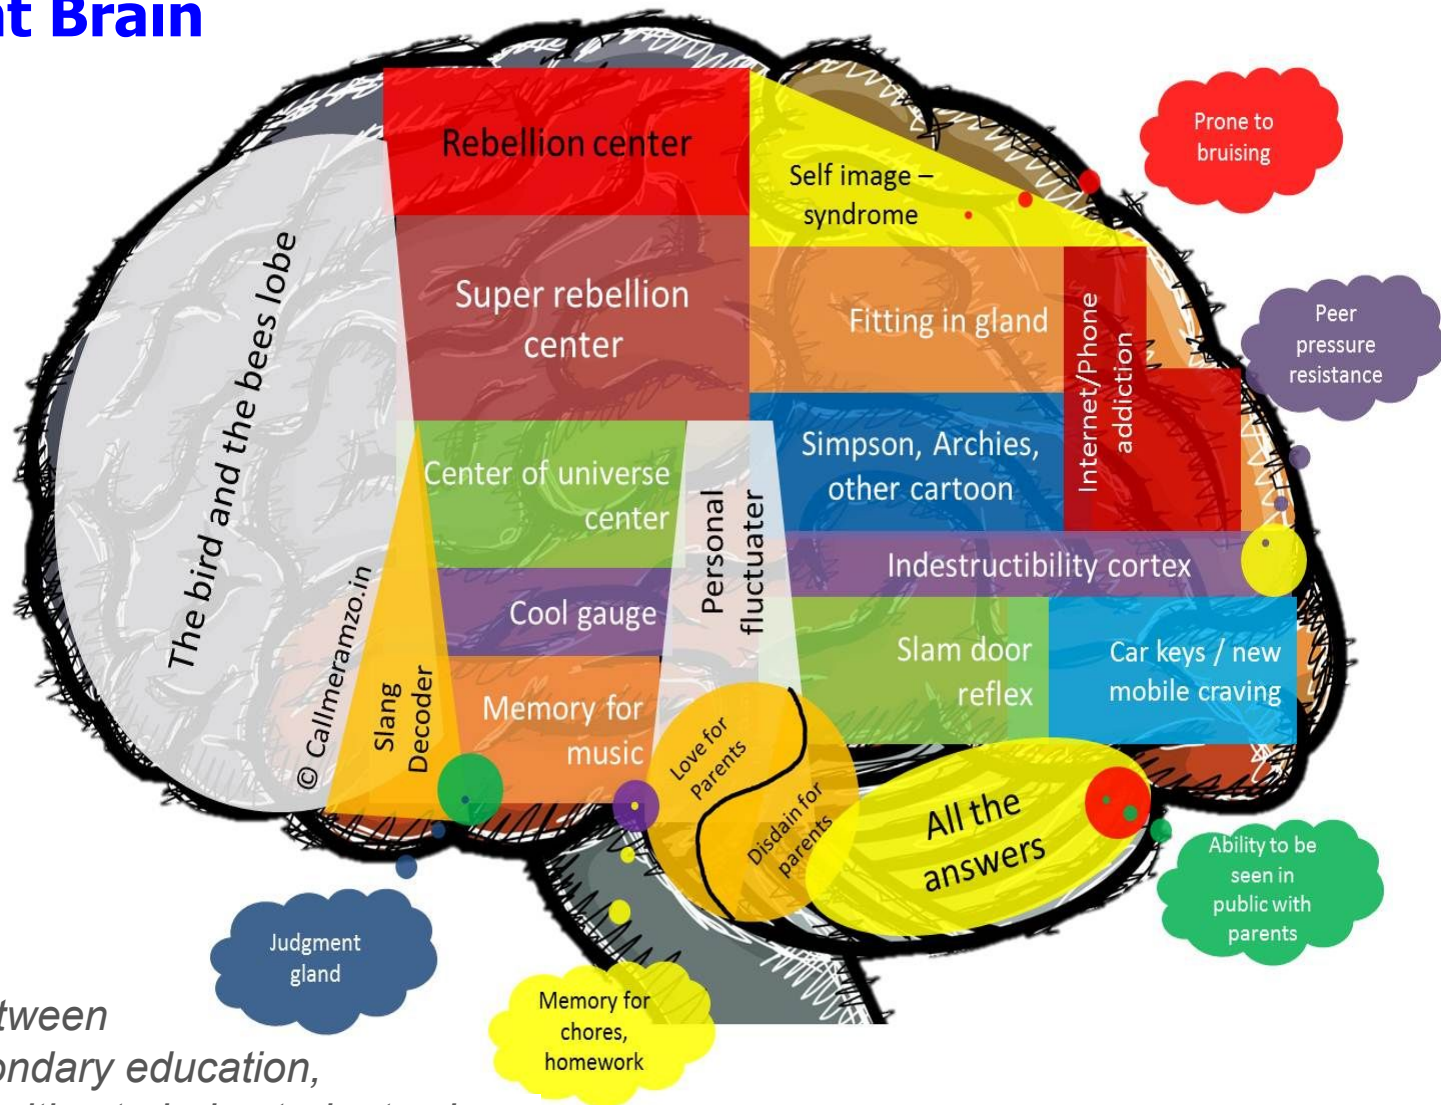 Brain
Rebellion center
Self image –
syndrome
Prone to
bruising
The bird and the bees lobe
Super rebellion
center
Fitting in gland
Internet/Phone
addiction
Peer
pressure
resistance
Center of universe
center
Personal
fluctuater
Simpson, Archies,
other cartoon
Indestructibility cortex
Cool gauge
© Callmeramzo.in
Slang
Decoder
Memory for
music
Slam door
reflex
Car keys / new
mobile craving
Love for
Parents
Disdain for
parents
All the
answers
Ability to be
seen in
public with
parents
Judgment
gland
Memory for
chores,
homework
education,